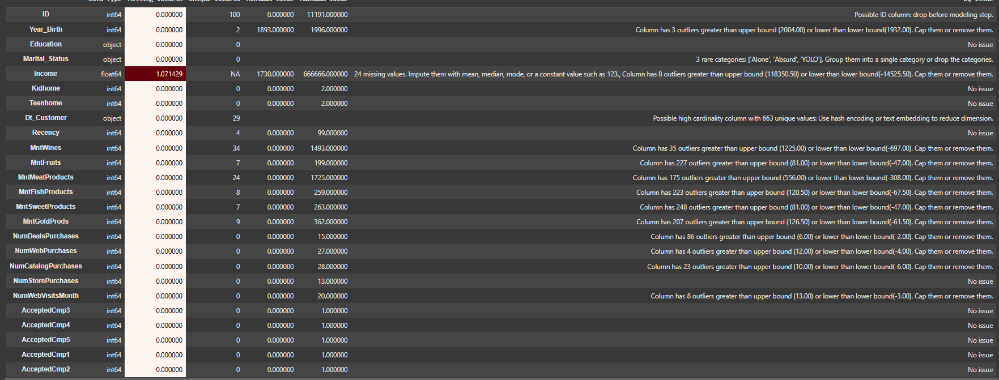 Data Type Missing Values% Unique Values% Minimum Value Maximum Value DQ Issue
ID int64 0.000000 100 0.000000 11191.000000 Possible ID column: drop before modeling step.
Year_Birth int64 0.000000 2 1893.000000 1996.000000 Column has 3 outliers greater than upper bound (2004.00) or lower than lower bound(1932.00). Cap them or remove them.
Education object 0.000000 0 No issue
Marital_Status object 0.000000 0 3 rare categories: ['Alone', 'Absurd', 'YOLO']. Group them into a single category or drop the categories.
Income float64 1.071429 NA 1730.000000 666666.000000 24 missing values. Impute them with mean, median, mode, or a constant value such as 123., Column has 8 outliers greater than upper bound (118350.50) or lower than lower bound(-14525.50). Cap them or remove them.
Kidhome int64 0.000000 0 0.000000 2.000000 No issue
Teenhome int64 0.000000 0 0.000000 2.000000 No issue
Dt_Customer object 0.000000 29 Possible high cardinality column with 663 unique values: Use hash encoding or text embedding to reduce dimension.
Recency int64 0.000000 4 0.000000 99.000000 No issue
MntWines int64 0.000000 34 0.000000 1493.000000 Column has 35 outliers greater than upper bound (1225.00) or lower than lower bound(-697.00). Cap them or remove them.
MntFruits int64 0.000000 7 0.000000 199.000000 Column has 227 outliers greater than upper bound (81.00) or lower than lower bound(-47.00). Cap them or remove them.
MntMeatProducts int64 0.000000 24 0.000000 1725.000000 Column has 175 outliers greater than upper bound (556.00) or lower than lower bound(-308.00). Cap them or remove them.
MntFishProducts int64 0.000000 8 0.000000 259.000000 Column has 223 outliers greater than upper bound (120.50) or lower than lower bound(-67.50). Cap them or remove them.
MntSweetProducts int64 0.000000 7 0.000000 263.000000 Column has 248 outliers greater than upper bound (81.00) or lower than lower bound(-47.00). Cap them or remove them.
MntGoldProds int64 0.000000 9 0.000000 362.000000 Column has 207 outliers greater than upper bound (126.50) or lower than lower bound(-61.50). Cap them or remove them.
NumDealsPurchases int64 0.000000 0 0.000000 15.000000 Column has 86 outliers greater than upper bound (6.00) or lower than lower bound(-2.00). Cap them or remove them.
NumWebPurchases int64 0.000000 0 0.000000 27.000000 Column has 4 outliers greater than upper bound (12.00) or lower than lower bound(-4.00). Cap them or remove them.
NumCatalogPurchases int64 0.000000 0 0.000000 28.000000 Column has 23 outliers greater than upper bound (10.00) or lower than lower bound(-6.00). Cap them or remove them.
NumStorePurchases int64 0.000000 0 0.000000 13.000000 No issue
NumWebVisitsMonth int64 0.000000 0 0.000000 20.000000 Column has 8 outliers greater than upper bound (13.00) or lower than lower bound(-3.00). Cap them or remove them.
AcceptedCmp3 int64 0.000000 0 0.000000 1.000000 No issue
AcceptedCmp4 int64 0.000000 0 0.000000 1.000000 No issue
AcceptedCmp5 int64 0.000000 0 0.000000 1.000000 No issue
AcceptedCmp1 int64 0.000000 0 0.000000 1.000000 No issue
AcceptedCmp2 int64 0.000000 0 0.000000 1.000000 No issue